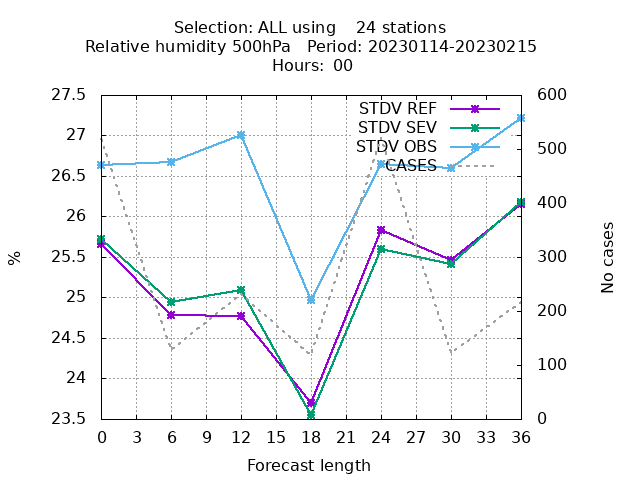 Selection: ALL using    24 stations
Relative humidity 500hPa   Period: 20230114-20230215
Hours:  00
27.5
27
26.5
26
25.5
25
24.5
24
23.5
%
STDV REF
STDV SEV
STDV OBS
CASES
600
500
400
300
200
100
0
No cases
0 3 6 9 12 15 18 21 24 27 30 33 36
Forecast length